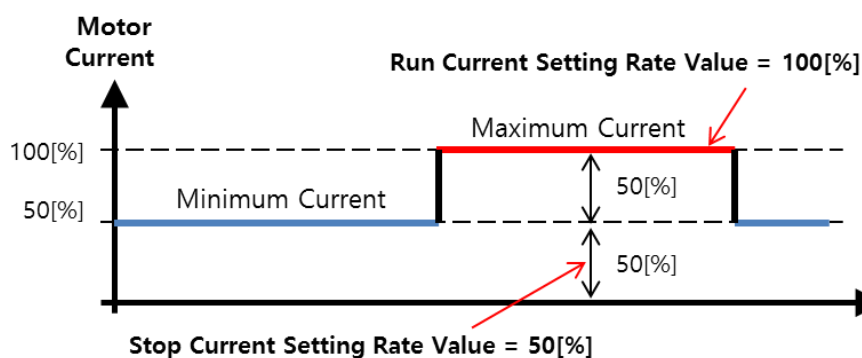 Motor
Current
Run Current Setting Rate Value = 100[%]
Maximum Current
100[%]
50[%]
Minimum Current
50[%]
50[%]
Stop Current Setting Rate Value = 50[%]